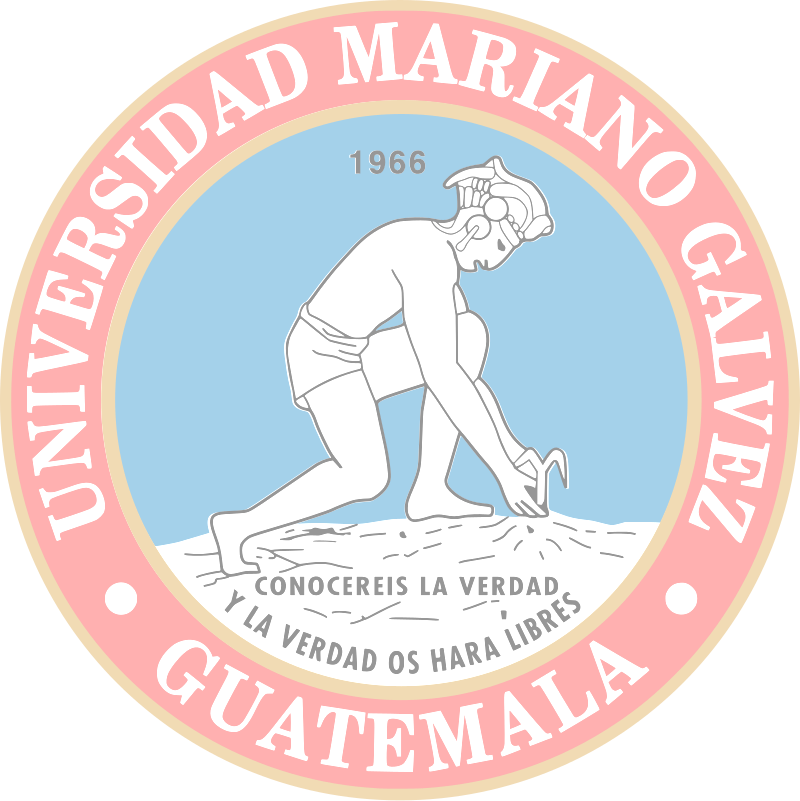 UNIVERSIDAD MARIANO GALVEZ
1966
CONOCEREIS LA VERDAD
Y LA VERDAD OS HARA LIBRES
GUATEMALA